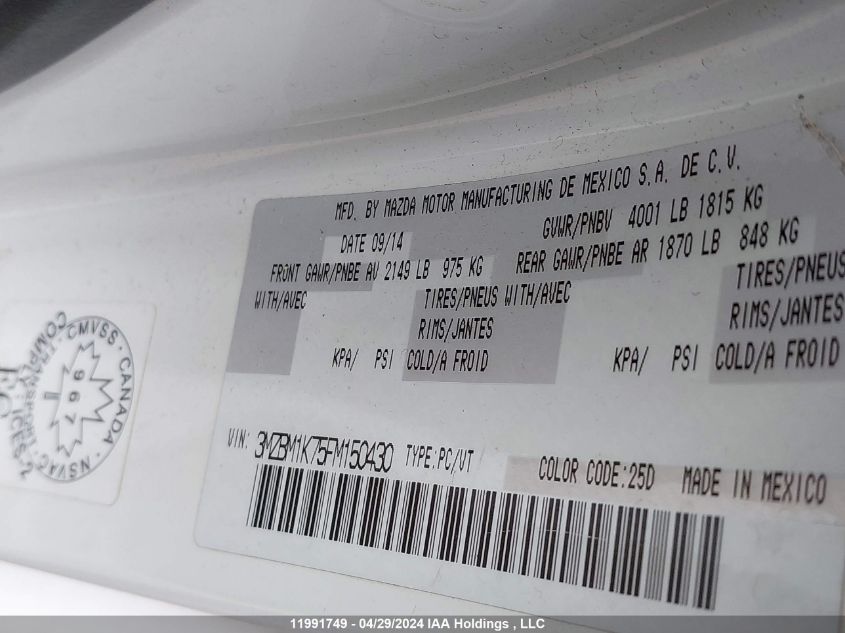 MFD. BY MAZDA MOTOR MANUFACTURING DE MEXICO S.A. DE C.V.
DATE 09/14 GVWR/PNBV 4001 LB 1815 KG
FRONT GAWR/PNBE AV 2149 LB 975 KG REAR GAWR/PNBE AR 1870 LB 848 KG
WITH/AVEC TIRES/PNEUS WITH/AVEC TIRES/PNEUS
RIMS/JANTES RIMS/JANTES
KPA/ PSI COLD/A FROID KPA/ PSI COLD/A FROID
VIN: 3MZBM1K75FM150430 TYPE:PC/VT
COLOR CODE:25D MADE IN MEXICO
CMVSS · CANADA · NSVAC
TRANSPORT
967
11991749 - 04/29/2024 IAA Holdings , LLC